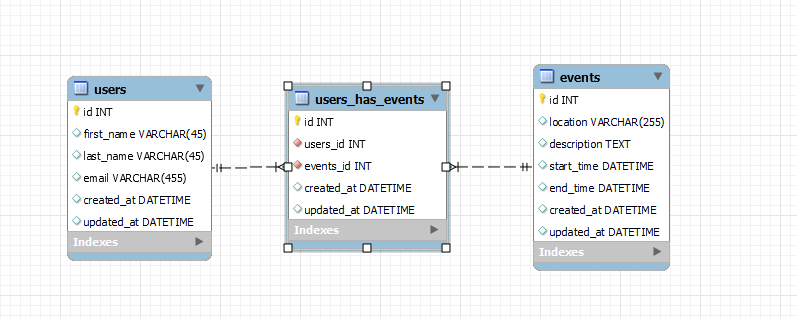 users
id INT
first_name VARCHAR(45)
last_name VARCHAR(45)
email VARCHAR(455)
created_at DATETIME
updated_at DATETIME
Indexes
users_has_events
id INT
users_id INT
events_id INT
created_at DATETIME
updated_at DATETIME
Indexes
events
id INT
location VARCHAR(255)
description TEXT
start_time DATETIME
end_time DATETIME
created_at DATETIME
updated_at DATETIME
Indexes